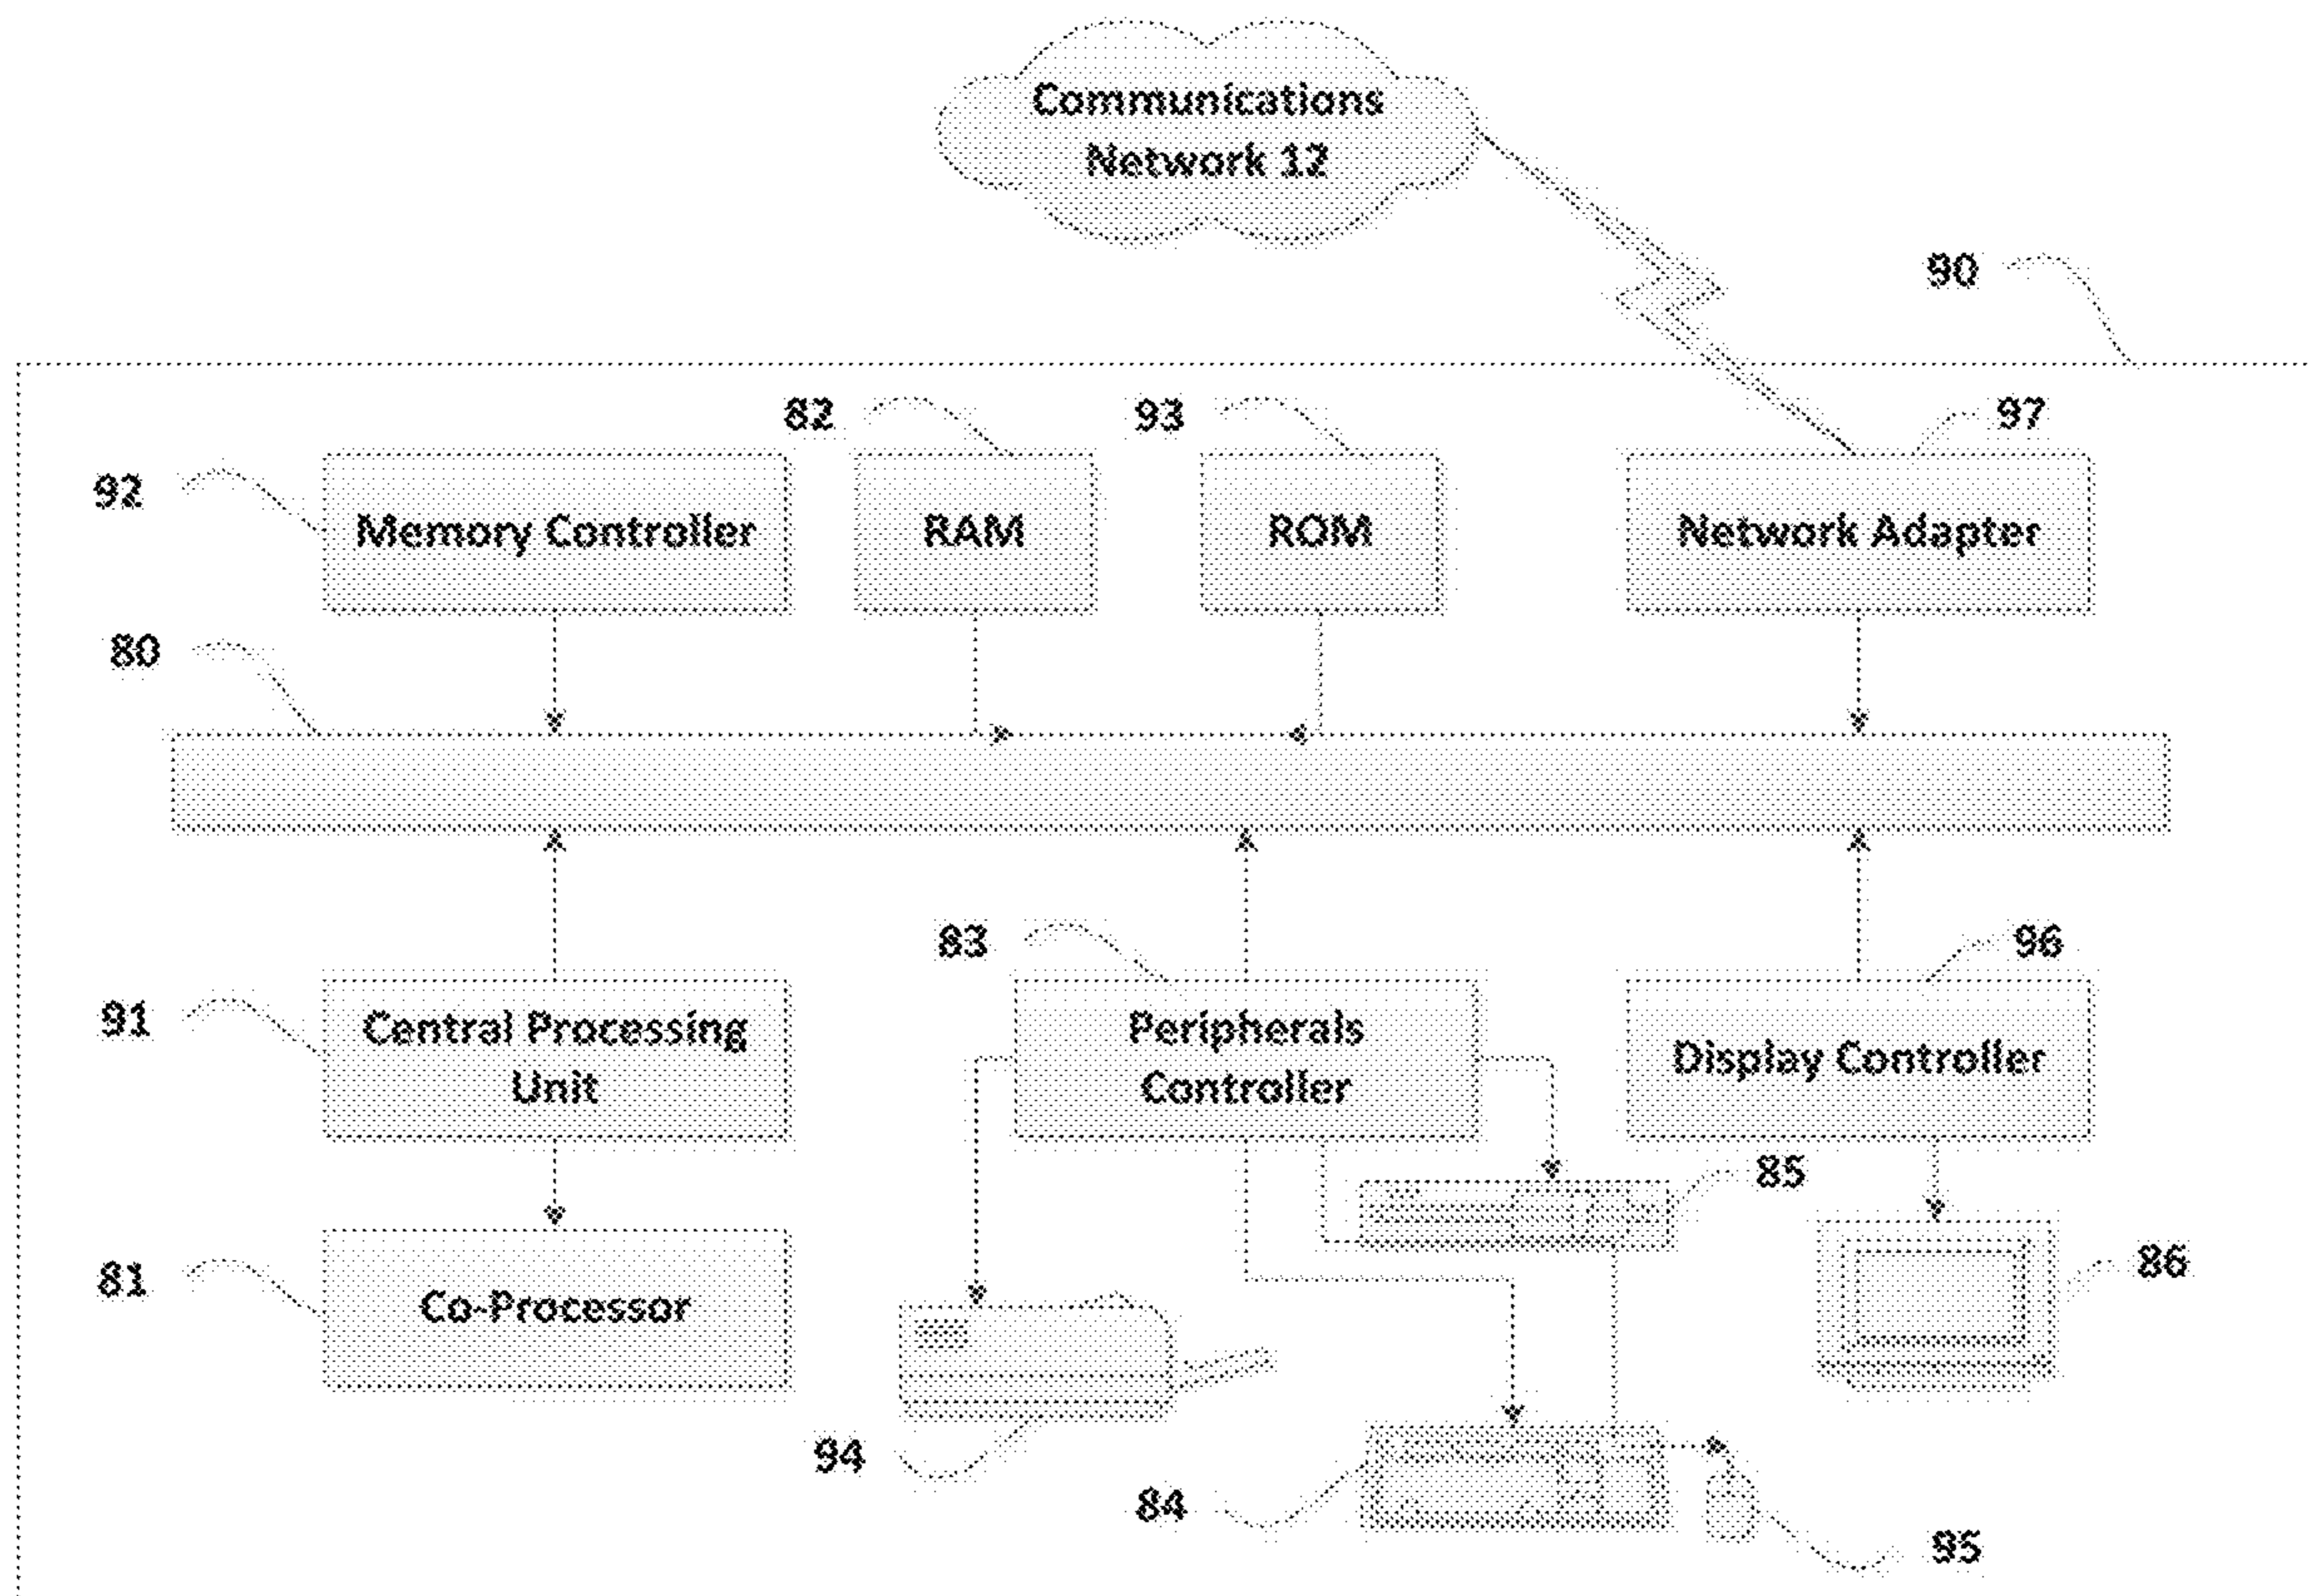 Communications
Network 12
90
82
93
97
92
Memory Controller
RAM
ROM
Network Adapter
80
83
96
91
Central Processing
Unit
Peripherals
Controller
Display Controller
85
81
Co-Processor
86
94
84
95